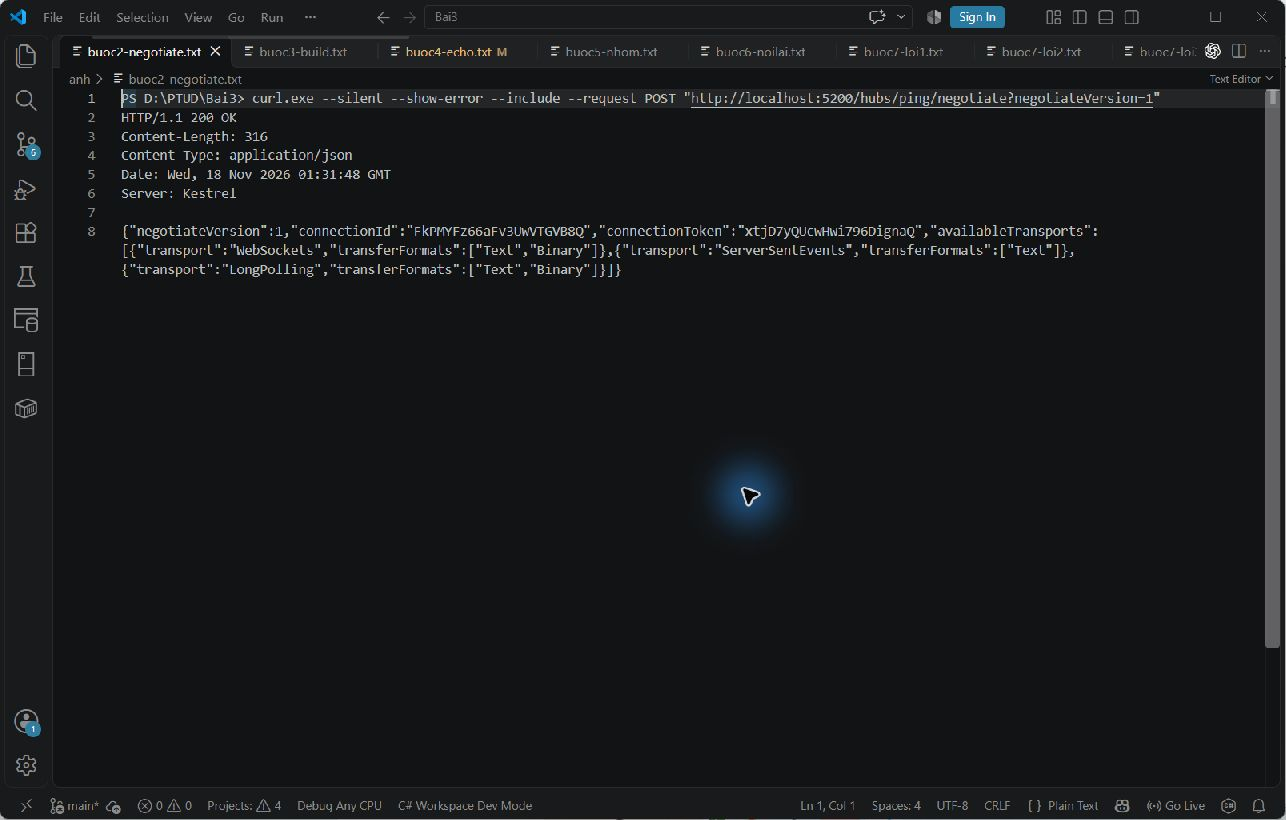 File Edit Selection View Go Run ··· Bai3 Sign In
buoc2-negotiate.txt buoc3-build.txt buoc4-echo.txt M buoc5-nhom.txt buoc6-noilai.txt buoc7-loi1.txt buoc7-loi2.txt buoc7-loi
anh > buoc2-negotiate.txt Text Editor
1 PS D:\PTUD\Bai3> curl.exe --silent --show-error --include --request POST "http://localhost:5200/hubs/ping/negotiate?negotiateVersion=1"
2 HTTP/1.1 200 OK
3 Content-Length: 316
4 Content-Type: application/json
5 Date: Wed, 18 Nov 2026 01:31:48 GMT
6 Server: Kestrel
7
8 {"negotiateVersion":1,"connectionId":"FkPMYFz66aFv3UWVTGVB8Q","connectionToken":"xtjD7yQUcwHwi796DignaQ","availableTransports":
[{"transport":"WebSockets","transferFormats":["Text","Binary"]},{"transport":"ServerSentEvents","transferFormats":["Text"]},
{"transport":"LongPolling","transferFormats":["Text","Binary"]}]}
5
1
main* 0 0 Projects: 4 Debug Any CPU C# Workspace Dev Mode Ln 1, Col 1 Spaces: 4 UTF-8 CRLF { } Plain Text Go Live